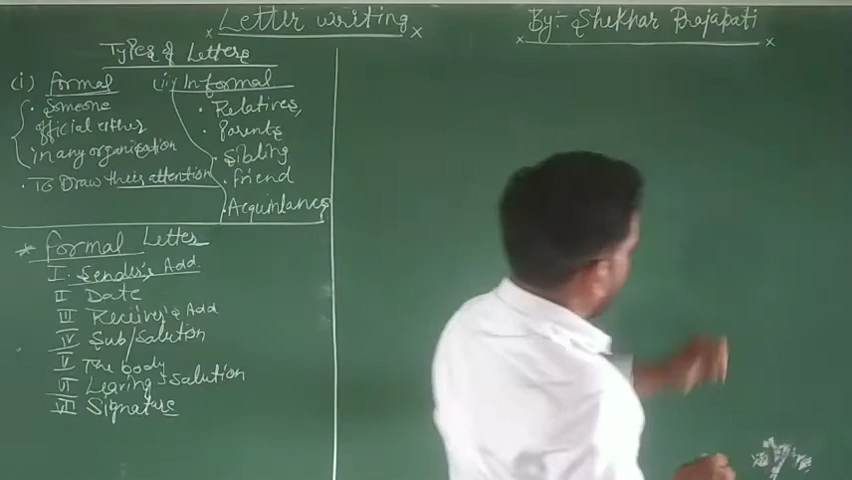 Letter writing
By:- Shekhar Prajapati
Types of Letters
(i) formal
• Someone
official either
in any organisation
• To Draw their attention
(ii) Informal
• Relatives,
• Parents
• Sibling
• friend
• Acquintances
* formal Letter
I. Sender's Add.
II Date
III Receiver's Add
IV Sub/Salution
V The body
VI Leaving salution
VII Signature